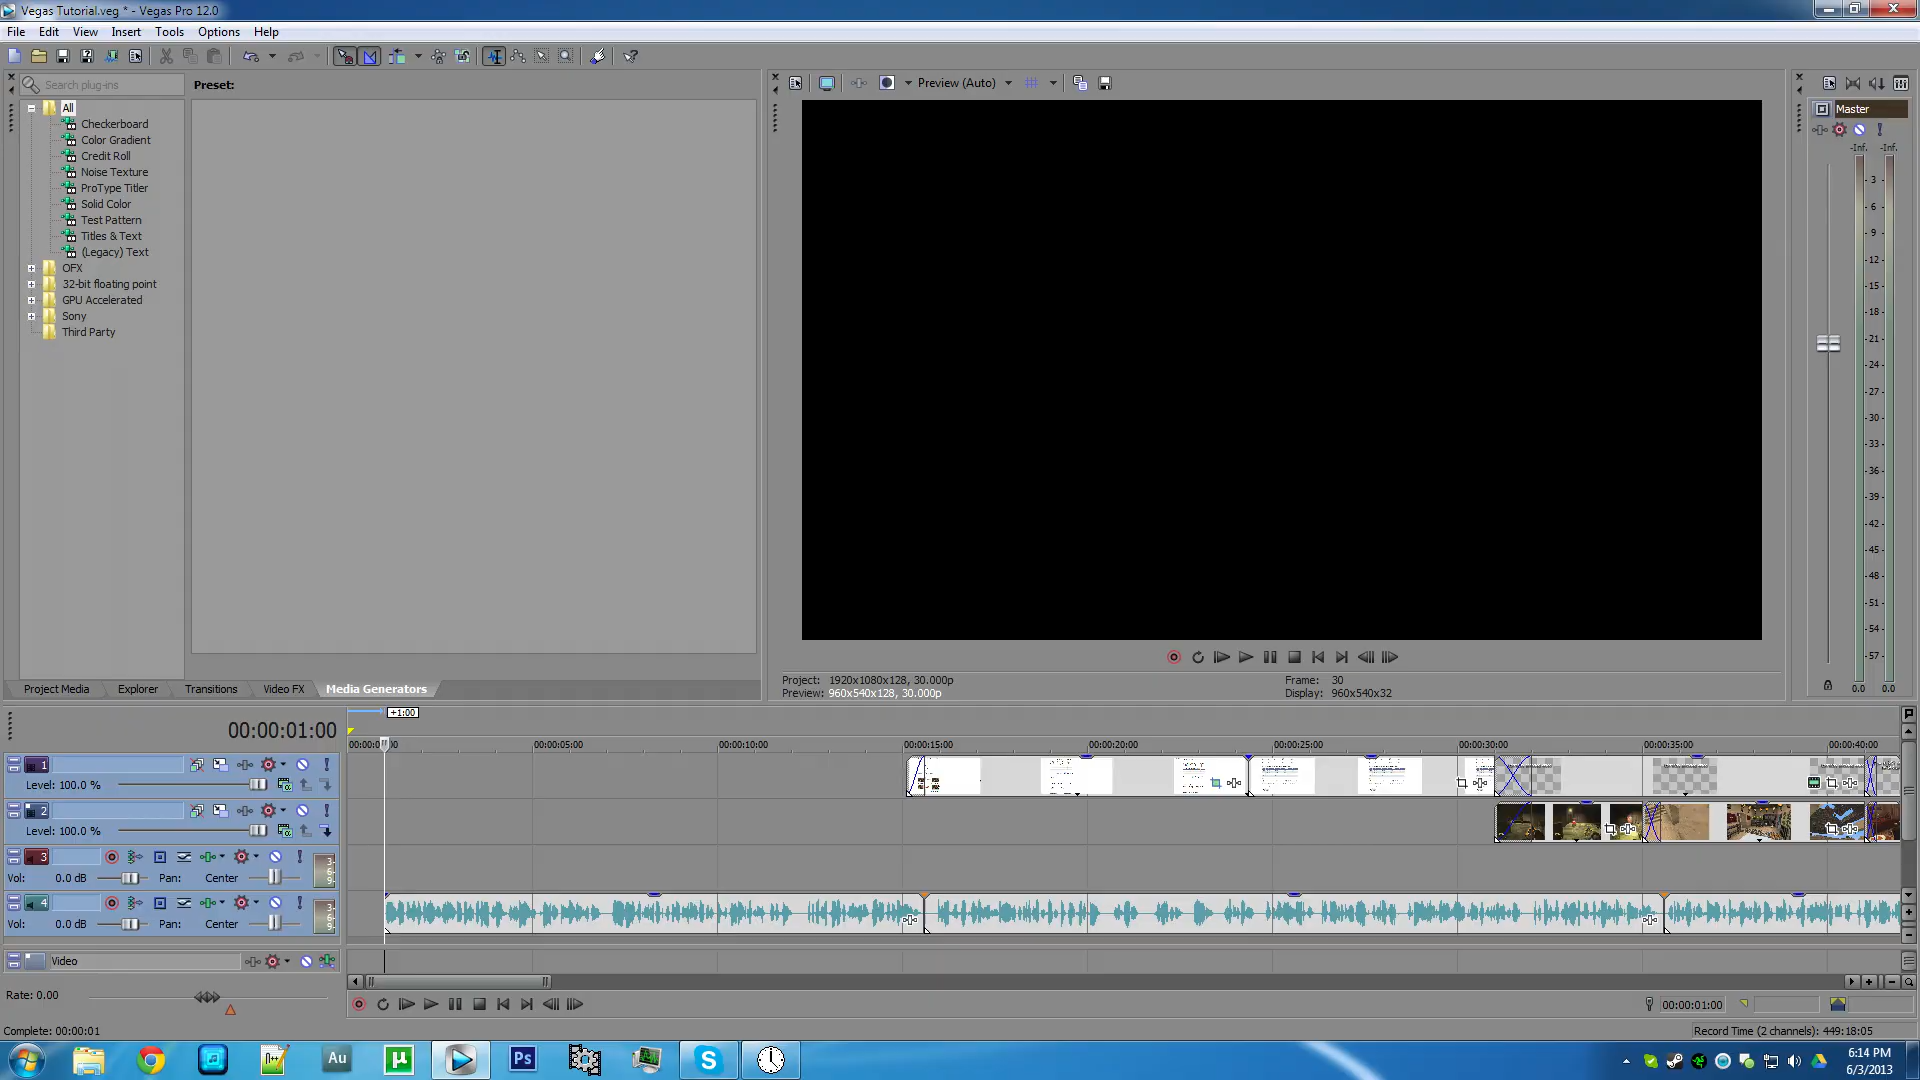 Vegas Tutorial.veg * - Vegas Pro 12.0
File Edit View Insert Tools Options Help
Search plug-ins
Preset:
Preview (Auto)
All
Checkerboard
Color Gradient
Credit Roll
Noise Texture
ProType Titler
Solid Color
Test Pattern
Titles & Text
(Legacy) Text
OFX
32-bit floating point
GPU Accelerated
Sony
Third Party
Master
-Inf. -Inf.
3
6
9
12
15
18
21
24
27
30
33
36
39
42
45
48
51
54
57
0.0 0.0
Project: 1920x1080x128, 30.000p
Preview: 960x540x128, 30.000p
Frame: 30
Display: 960x540x32
Project Media Explorer Transitions Video FX Media Generators
+1:00
00:00:01:00
00:00:05:00 00:00:10:00 00:00:15:00 00:00:20:00 00:00:25:00 00:00:30:00 00:00:35:00 00:00:40:00
1
Level: 100.0 %
2
Level: 100.0 %
3
Vol: 0.0 dB Pan: Center
4
Vol: 0.0 dB Pan: Center
Video
Rate: 0.00
00:00:01:00
Complete: 00:00:01
Record Time (2 channels): 449:18:05
Au
Ps
6:14 PM
6/3/2013